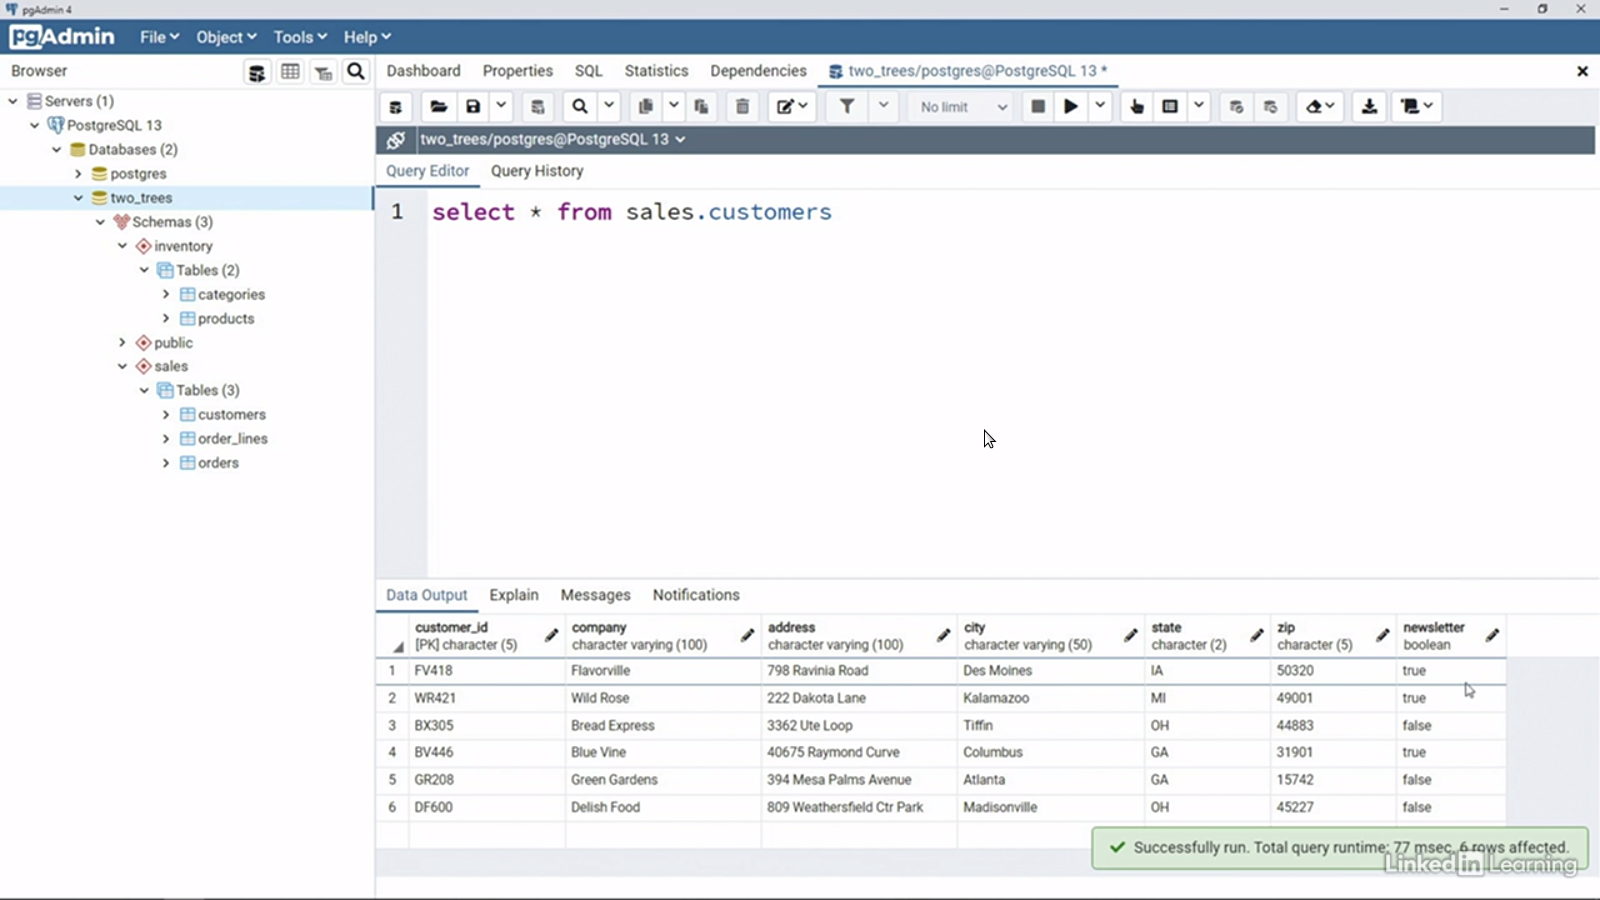 pgAdmin 4
pgAdmin File Object Tools Help
Browser
Dashboard Properties SQL Statistics Dependencies two_trees/postgres@PostgreSQL 13 *
No limit
two_trees/postgres@PostgreSQL 13
Query Editor Query History
1 select * from sales.customers
Servers (1)
PostgreSQL 13
Databases (2)
postgres
two_trees
Schemas (3)
inventory
Tables (2)
categories
products
public
sales
Tables (3)
customers
order_lines
orders
Data Output Explain Messages Notifications
customer_id company address city state zip newsletter
[PK] character (5) character varying (100) character varying (100) character varying (50) character (2) character (5) boolean
1 FV418 Flavorville 798 Ravinia Road Des Moines IA 50320 true
2 WR421 Wild Rose 222 Dakota Lane Kalamazoo MI 49001 true
3 BX305 Bread Express 3362 Ute Loop Tiffin OH 44883 false
4 BV446 Blue Vine 40675 Raymond Curve Columbus GA 31901 true
5 GR208 Green Gardens 394 Mesa Palms Avenue Atlanta GA 15742 false
6 DF600 Delish Food 809 Weathersfield Ctr Park Madisonville OH 45227 false
Successfully run. Total query runtime: 77 msec. 6 rows affected.
LinkedIn Learning